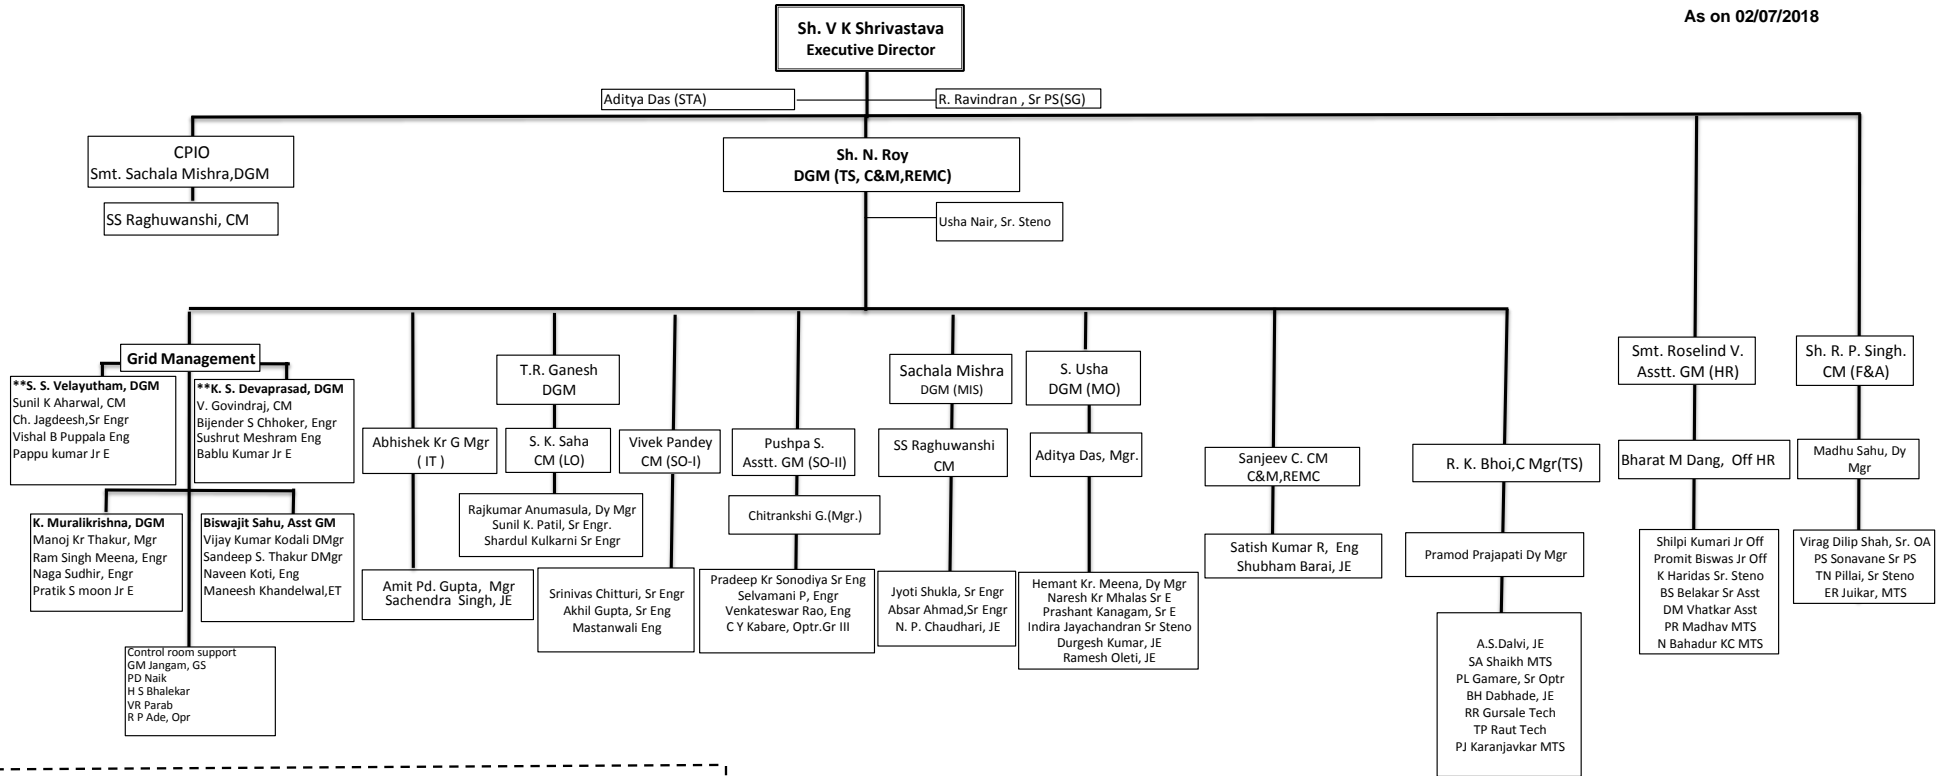 As on 02/07/2018
Sh. V K Shrivastava
Executive Director
Aditya Das (STA)
R. Ravindran , Sr PS(SG)
CPIO
Smt. Sachala Mishra,DGM
SS Raghuwanshi, CM
Sh. N. Roy
DGM (TS, C&M,REMC)
Usha Nair, Sr. Steno
Grid Management
**S. S. Velayutham, DGM
Sunil K Aharwal, CM
Ch. Jagdeesh,Sr Engr
Vishal B Puppala Eng
Pappu kumar Jr E
**K. S. Devaprasad, DGM
V. Govindraj, CM
Bijender S Chhoker, Engr
Sushrut Meshram Eng
Bablu Kumar Jr E
K. Muralikrishna, DGM
Manoj Kr Thakur, Mgr
Ram Singh Meena, Engr
Naga Sudhir, Engr
Pratik S moon Jr E
Biswajit Sahu, Asst GM
Vijay Kumar Kodali DMgr
Sandeep S. Thakur DMgr
Naveen Koti, Eng
Maneesh Khandelwal,ET
Control room support
GM Jangam, GS
PD Naik
H S Bhalekar
VR Parab
R P Ade, Opr
Abhishek Kr G Mgr
( IT )
Amit Pd. Gupta, Mgr
Sachendra Singh, JE
T.R. Ganesh
DGM
S. K. Saha
CM (LO)
Rajkumar Anumasula, Dy Mgr
Sunil K. Patil, Sr Engr.
Shardul Kulkarni Sr Engr
Vivek Pandey
CM (SO-I)
Srinivas Chitturi, Sr Engr
Akhil Gupta, Sr Eng
Mastanwali Eng
Pushpa S.
Asstt. GM (SO-II)
Chitrankshi G.(Mgr.)
Pradeep Kr Sonodiya Sr Eng
Selvamani P, Engr
Venkateswar Rao, Eng
C Y Kabare, Optr.Gr III
Sachala Mishra
DGM (MIS)
SS Raghuwanshi
CM
Jyoti Shukla, Sr Engr
Absar Ahmad,Sr Engr
N. P. Chaudhari, JE
S. Usha
DGM (MO)
Aditya Das, Mgr.
Hemant Kr. Meena, Dy Mgr
Naresh Kr Mhalas Sr E
Prashant Kanagam, Sr E
Indira Jayachandran Sr Steno
Durgesh Kumar, JE
Ramesh Oleti, JE
Sanjeev C. CM
C&M,REMC
Satish Kumar R, Eng
Shubham Barai, JE
R. K. Bhoi,C Mgr(TS)
Pramod Prajapati Dy Mgr
A.S.Dalvi, JE
SA Shaikh MTS
PL Gamare, Sr Optr
BH Dabhade, JE
RR Gursale Tech
TP Raut Tech
PJ Karanjavkar MTS
Smt. Roselind V.
Asstt. GM (HR)
Bharat M Dang, Off HR
Shilpi Kumari Jr Off
Promit Biswas Jr Off
K Haridas Sr. Steno
BS Belakar Sr Asst
DM Vhatkar Asst
PR Madhav MTS
N Bahadur KC MTS
Sh. R. P. Singh.
CM (F&A)
Madhu Sahu, Dy
Mgr
Virag Dilip Shah, Sr. OA
PS Sonavane Sr PS
TN Pillai, Sr Steno
ER Juikar, MTS